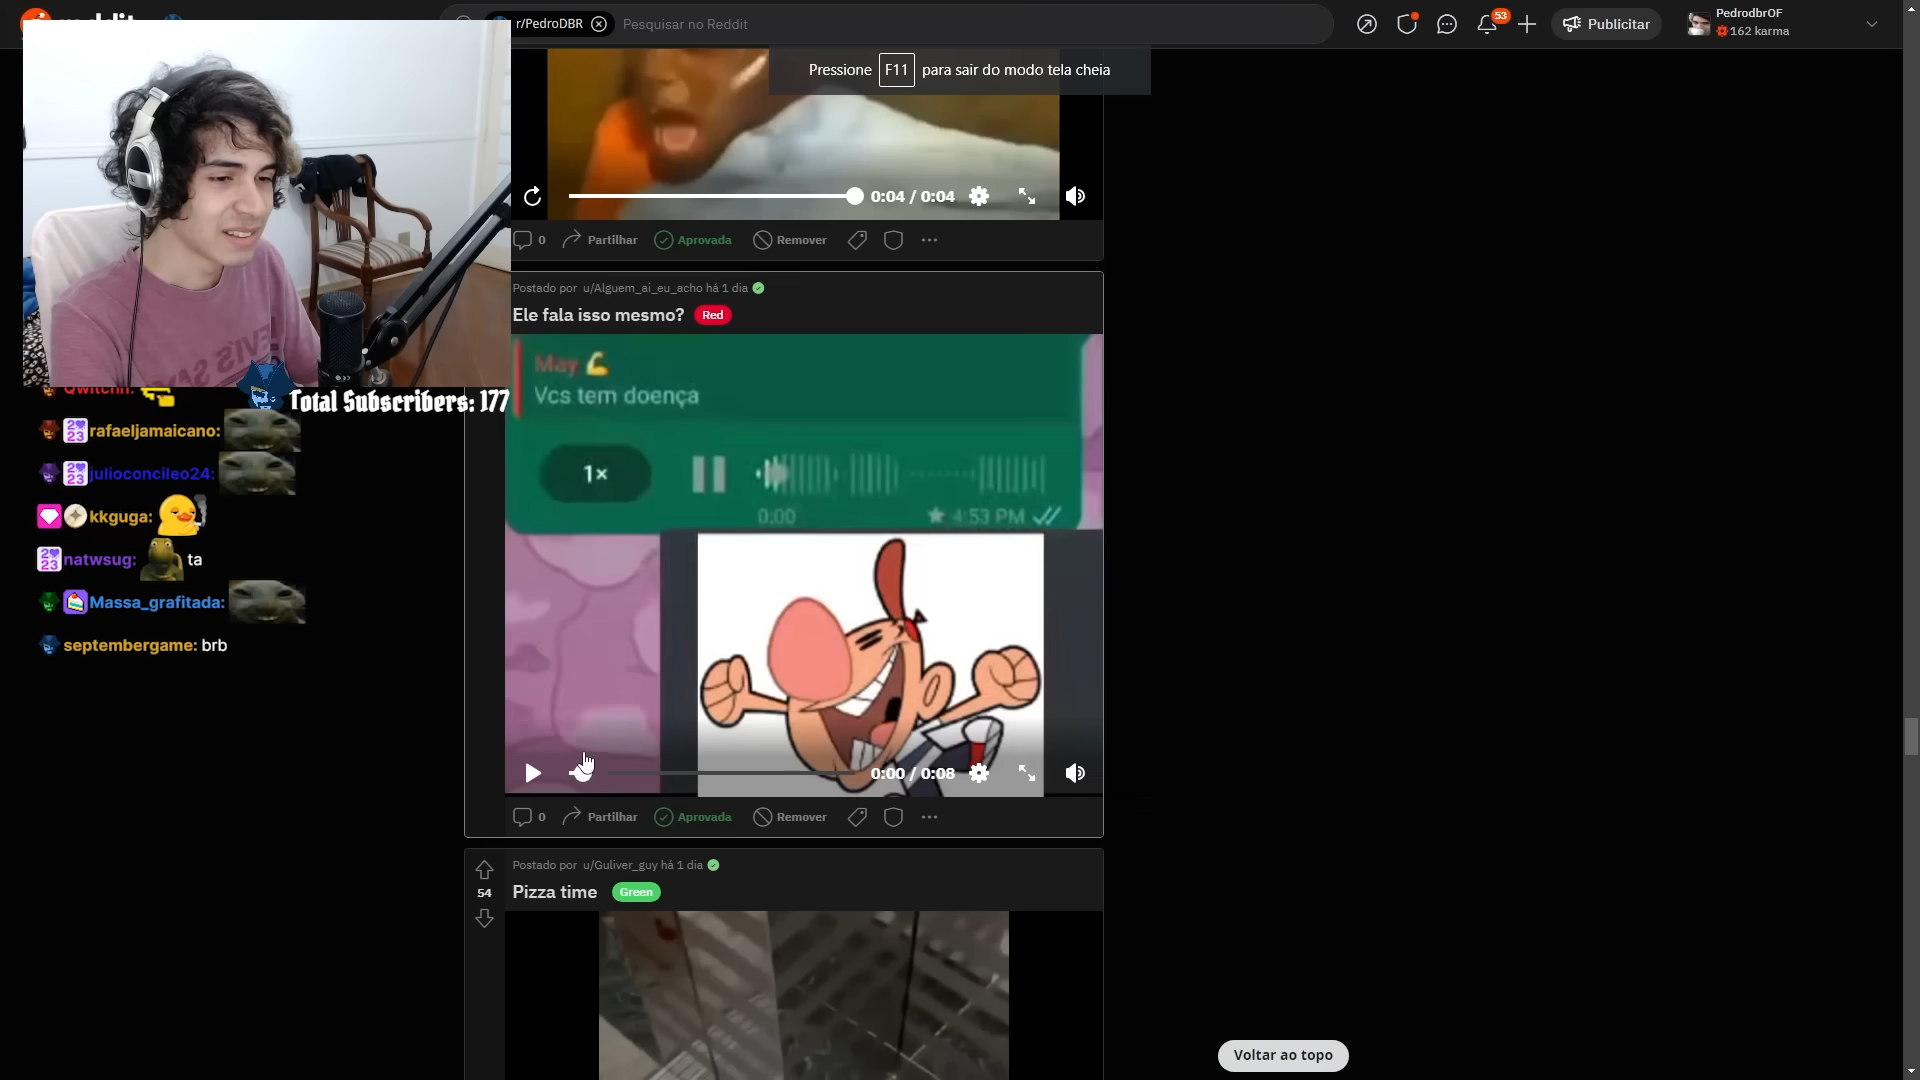 r/PedroDBR
Pesquisar no Reddit
53
Publicitar
PedrodbrOF
162 karma
Pressione F11 para sair do modo tela cheia
0:04 / 0:04
0 Partilhar Aprovada Remover
Postado por u/Alguem_ai_eu_acho há 1 dia
Ele fala isso mesmo? Red
May
Vcs tem doença
1×
0:00
4:53 PM
0:00 / 0:08
0 Partilhar Aprovada Remover
Postado por u/Guliver_guy há 1 dia
54
Pizza time Green
Voltar ao topo
Total Subscribers: 177
Qwitchh:
rafaeljamaicano:
julioconcileo24:
kkguga:
natwsug: ta
Massa_grafitada:
septembergame: brb